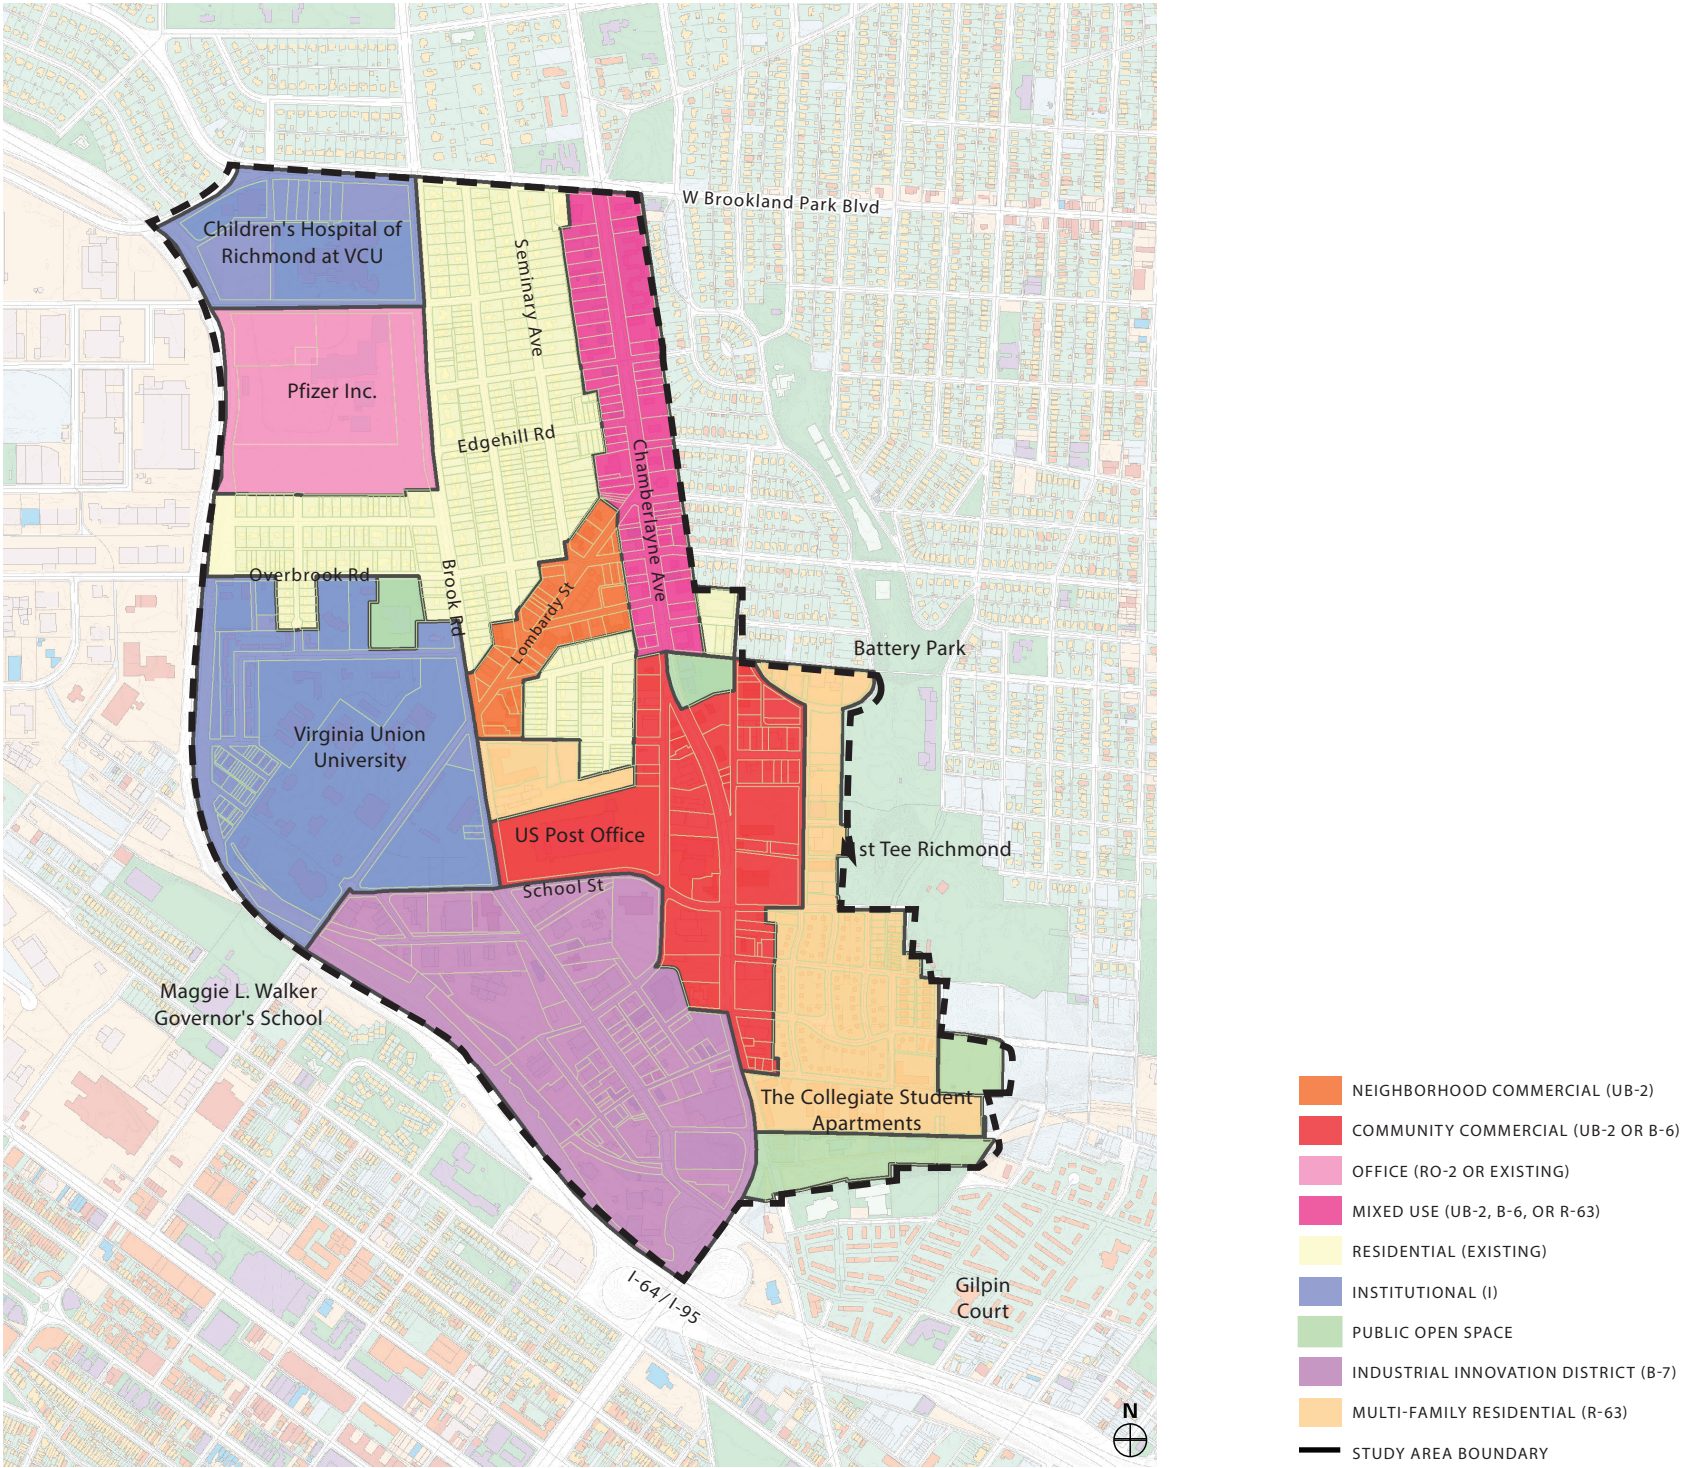 W Brookland Park Blvd
Children's Hospital of
Richmond at VCU
Seminary Ave
Pfizer Inc.
Edgehill Rd
Chamberlayne Ave
Overbrook Rd
Brook Rd
Lombardy St
Battery Park
Virginia Union
University
US Post Office
1st Tee Richmond
School St
Maggie L. Walker
Governor's School
The Collegiate Student
Apartments
I-64 / I-95
Gilpin
Court
N
NEIGHBORHOOD COMMERCIAL (UB-2)
COMMUNITY COMMERCIAL (UB-2 OR B-6)
OFFICE (RO-2 OR EXISTING)
MIXED USE (UB-2, B-6, OR R-63)
RESIDENTIAL (EXISTING)
INSTITUTIONAL (I)
PUBLIC OPEN SPACE
INDUSTRIAL INNOVATION DISTRICT (B-7)
MULTI-FAMILY RESIDENTIAL (R-63)
STUDY AREA BOUNDARY